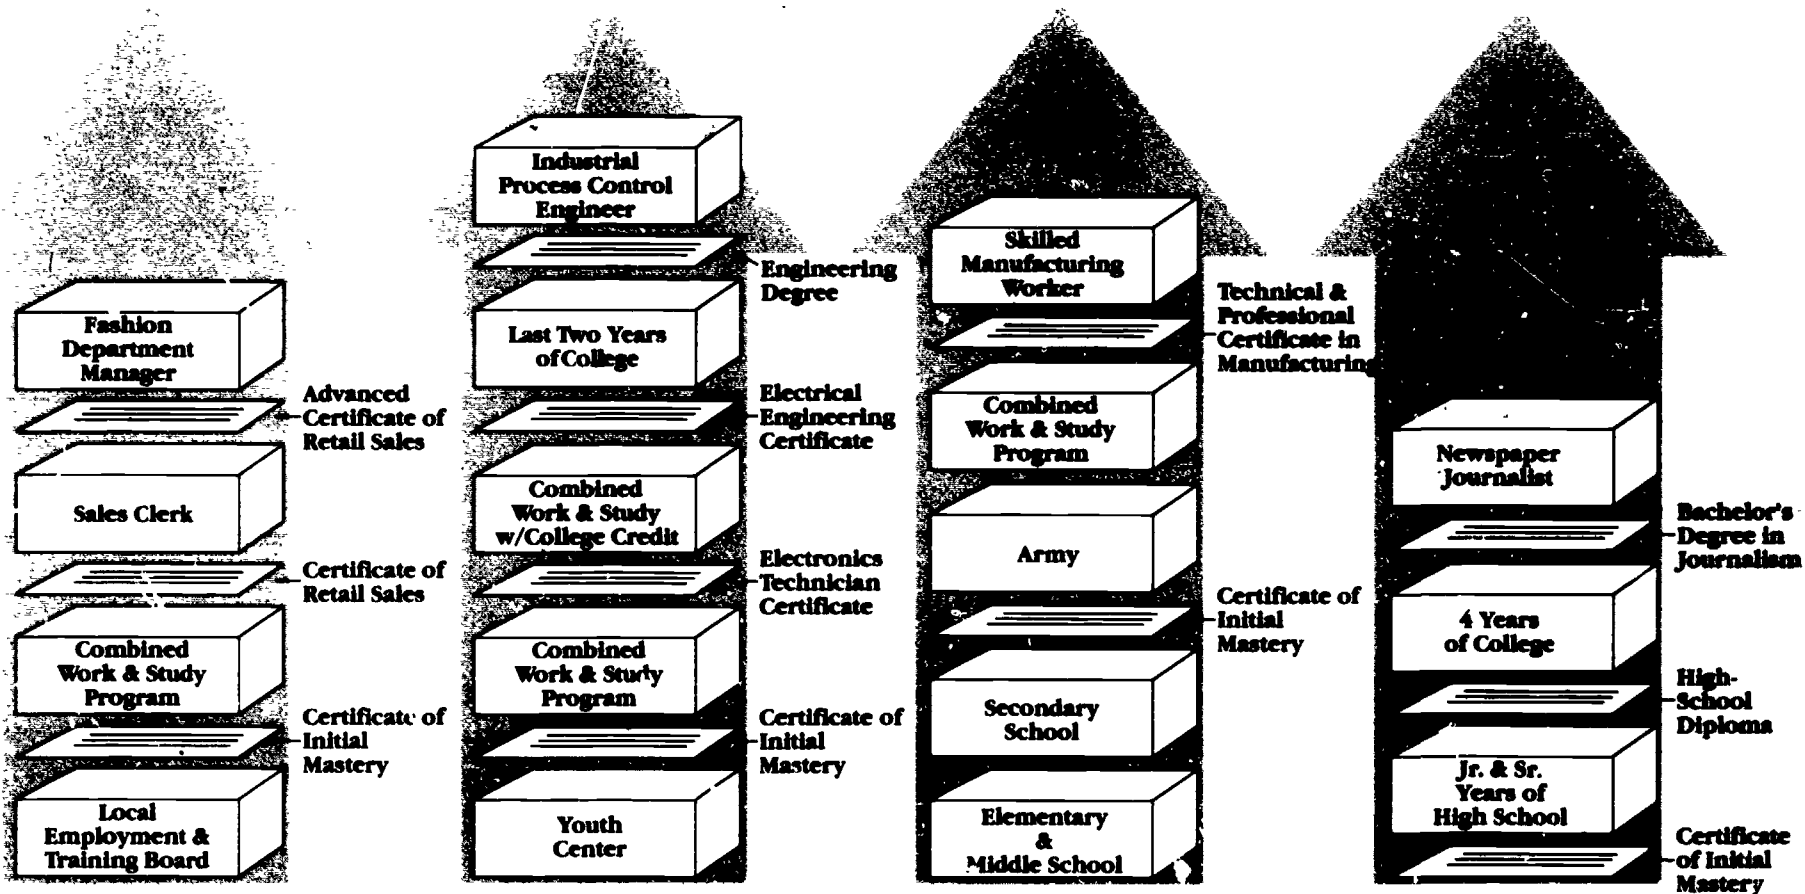 Fashion
Department
Manager
Advanced
Certificate of
Retail Sales
Sales Clerk
Certificate of
Retail Sales
Combined
Work & Study
Program
Certificate of
Initial
Mastery
Local
Employment &
Training Board
Industrial
Process Control
Engineer
Engineering
Degree
Last Two Years
of College
Electrical
Engineering
Certificate
Combined
Work & Study
w/College Credit
Electronics
Technician
Certificate
Combined
Work & Study
Program
Certificate of
Initial
Mastery
Youth
Center
Skilled
Manufacturing
Worker
Technical &
Professional
Certificate in
Manufacturing
Combined
Work & Study
Program
Army
Certificate of
Initial
Mastery
Secondary
School
Elementary
&
Middle School
Newspaper
Journalist
Bachelor's
Degree in
Journalism
4 Years
of College
High-
School
Diploma
Jr. & Sr.
Years of
High School
Certificate
of Initial
Mastery